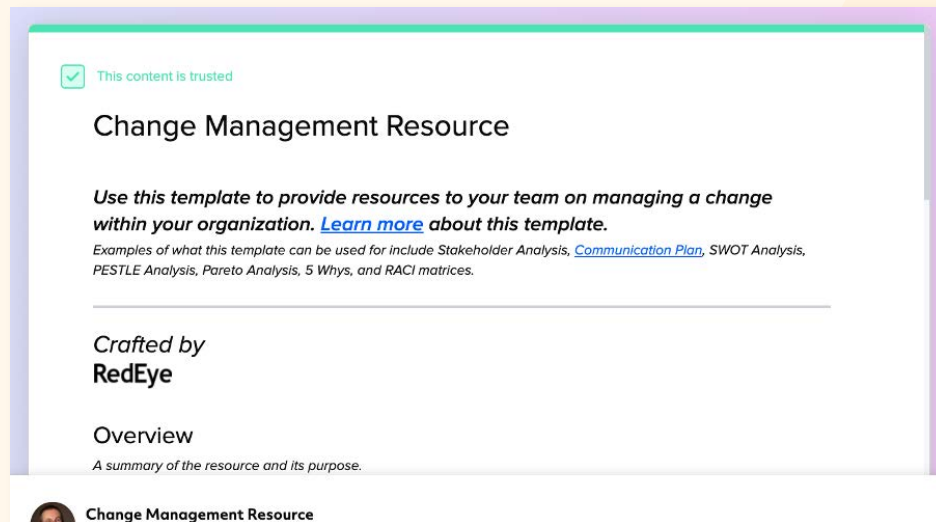 This content is trusted
Change Management Resource
Use this template to provide resources to your team on managing a change
within your organization. Learn more about this template.
Examples of what this template can be used for include Stakeholder Analysis, Communication Plan, SWOT Analysis,
PESTLE Analysis, Pareto Analysis, 5 Whys, and RACI matrices.
Crafted by
RedEye
Overview
A summary of the resource and its purpose.
Change Management Resource